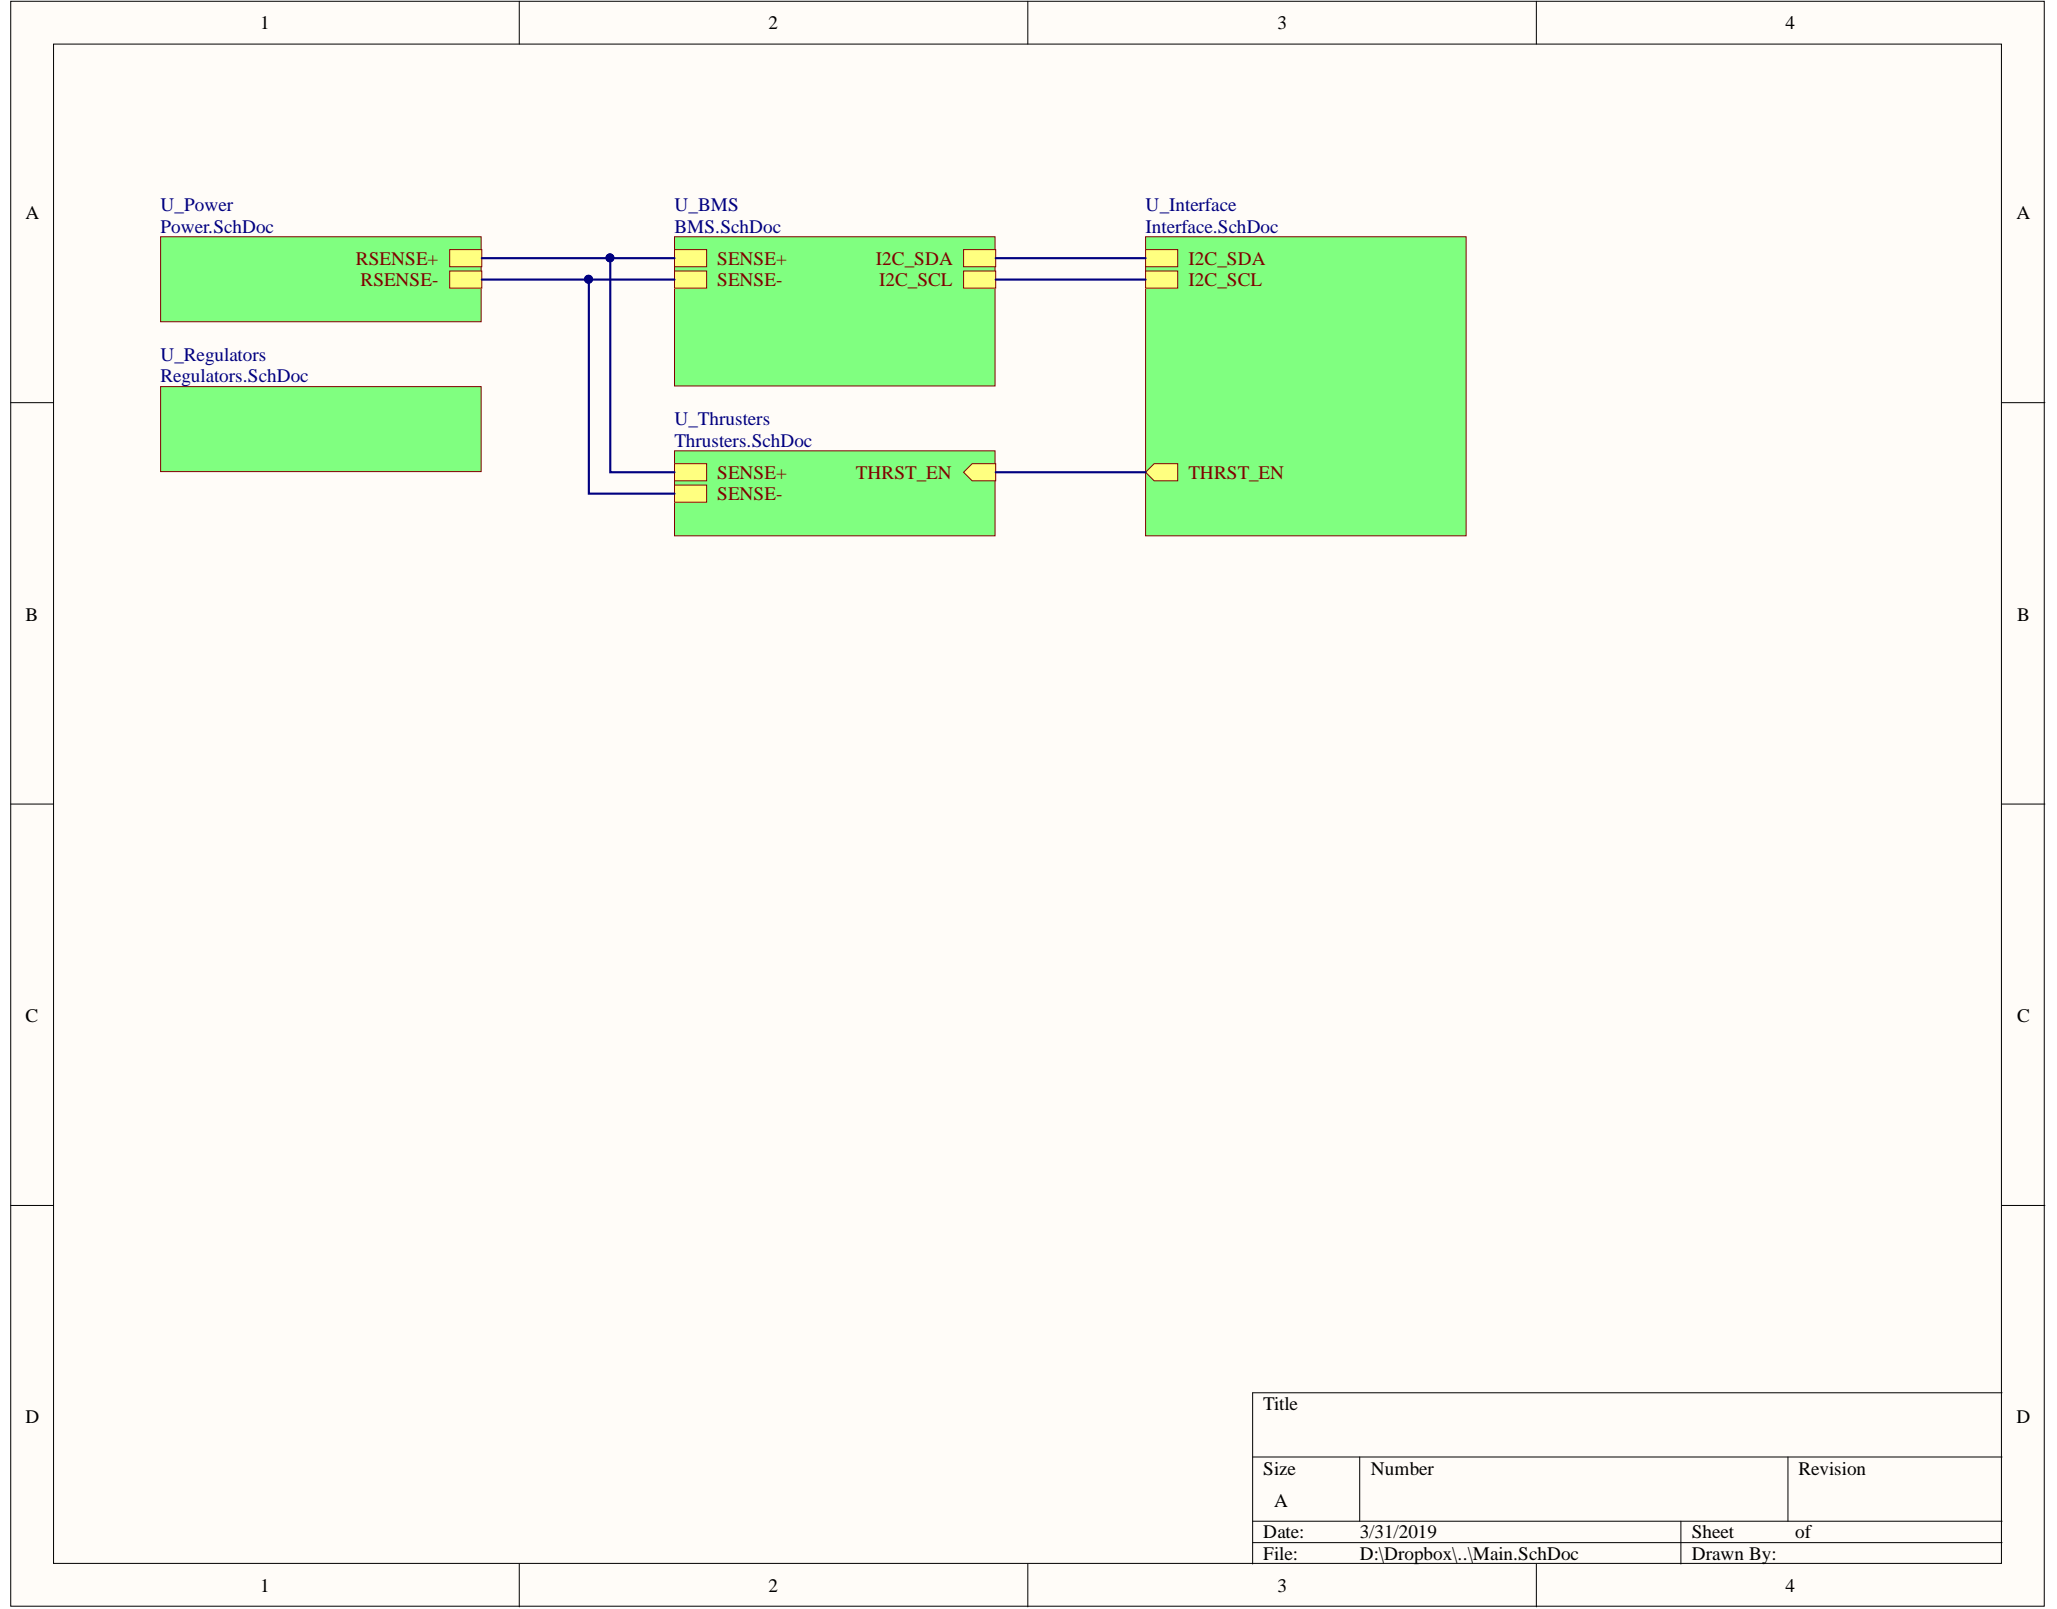 1 2 3 4
A A
U_Power U_BMS U_Interface
Power.SchDoc BMS.SchDoc Interface.SchDoc
RSENSE+ SENSE+ I2C_SDA I2C_SDA
RSENSE- SENSE- I2C_SCL I2C_SCL
U_Regulators
Regulators.SchDoc
U_Thrusters
Thrusters.SchDoc
SENSE+ THRST_EN THRST_EN
SENSE-
B B
C C
D D
Title
Size Number Revision
A
Date: 3/31/2019 Sheet of
File: D:\Dropbox\..\Main.SchDoc Drawn By:
1 2 3 4